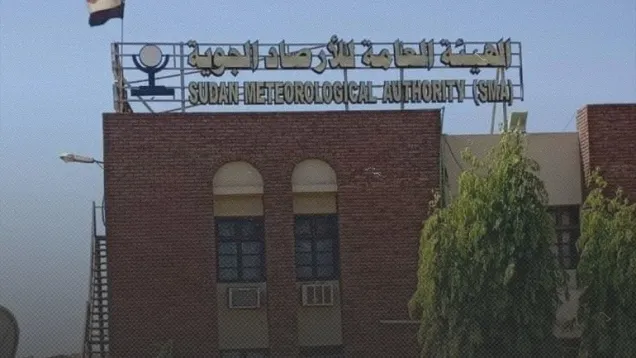 الهيئة العامة للأرصاد الجوية
SUDAN METEOROLOGICAL AUTHORITY (SMA)